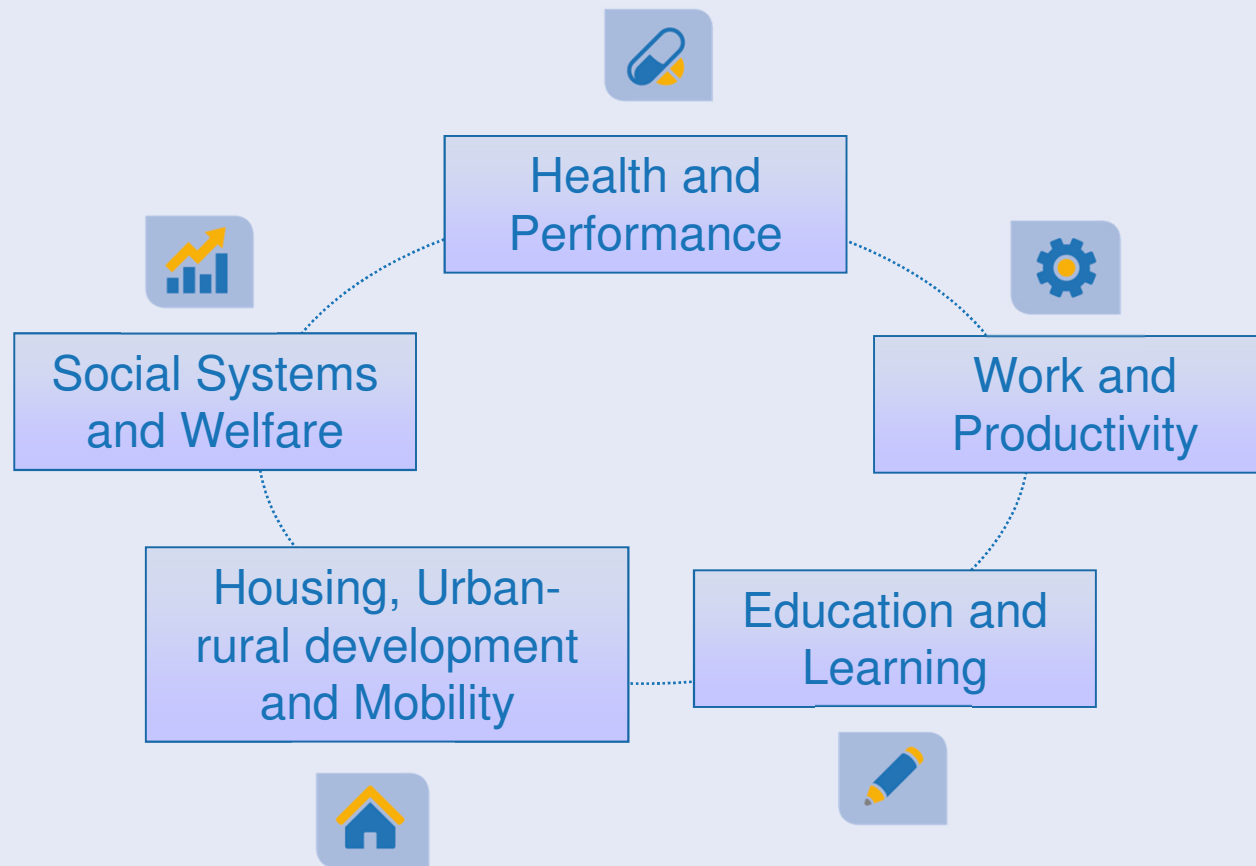 Health and
Performance
Social Systems
and Welfare
Work and
Productivity
Housing, Urban-
rural development
and Mobility
Education and
Learning